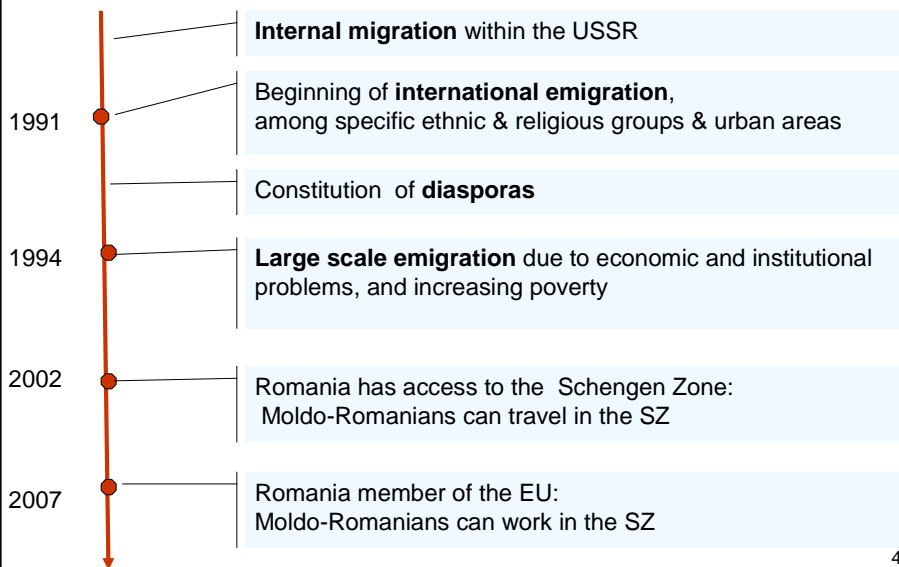 Internal migration within the USSR
1991
Beginning of international emigration,
among specific ethnic & religious groups & urban areas
Constitution of diasporas
1994
Large scale emigration due to economic and institutional
problems, and increasing poverty
2002
Romania has access to the Schengen Zone:
Moldo-Romanians can travel in the SZ
2007
Romania member of the EU:
Moldo-Romanians can work in the SZ
4